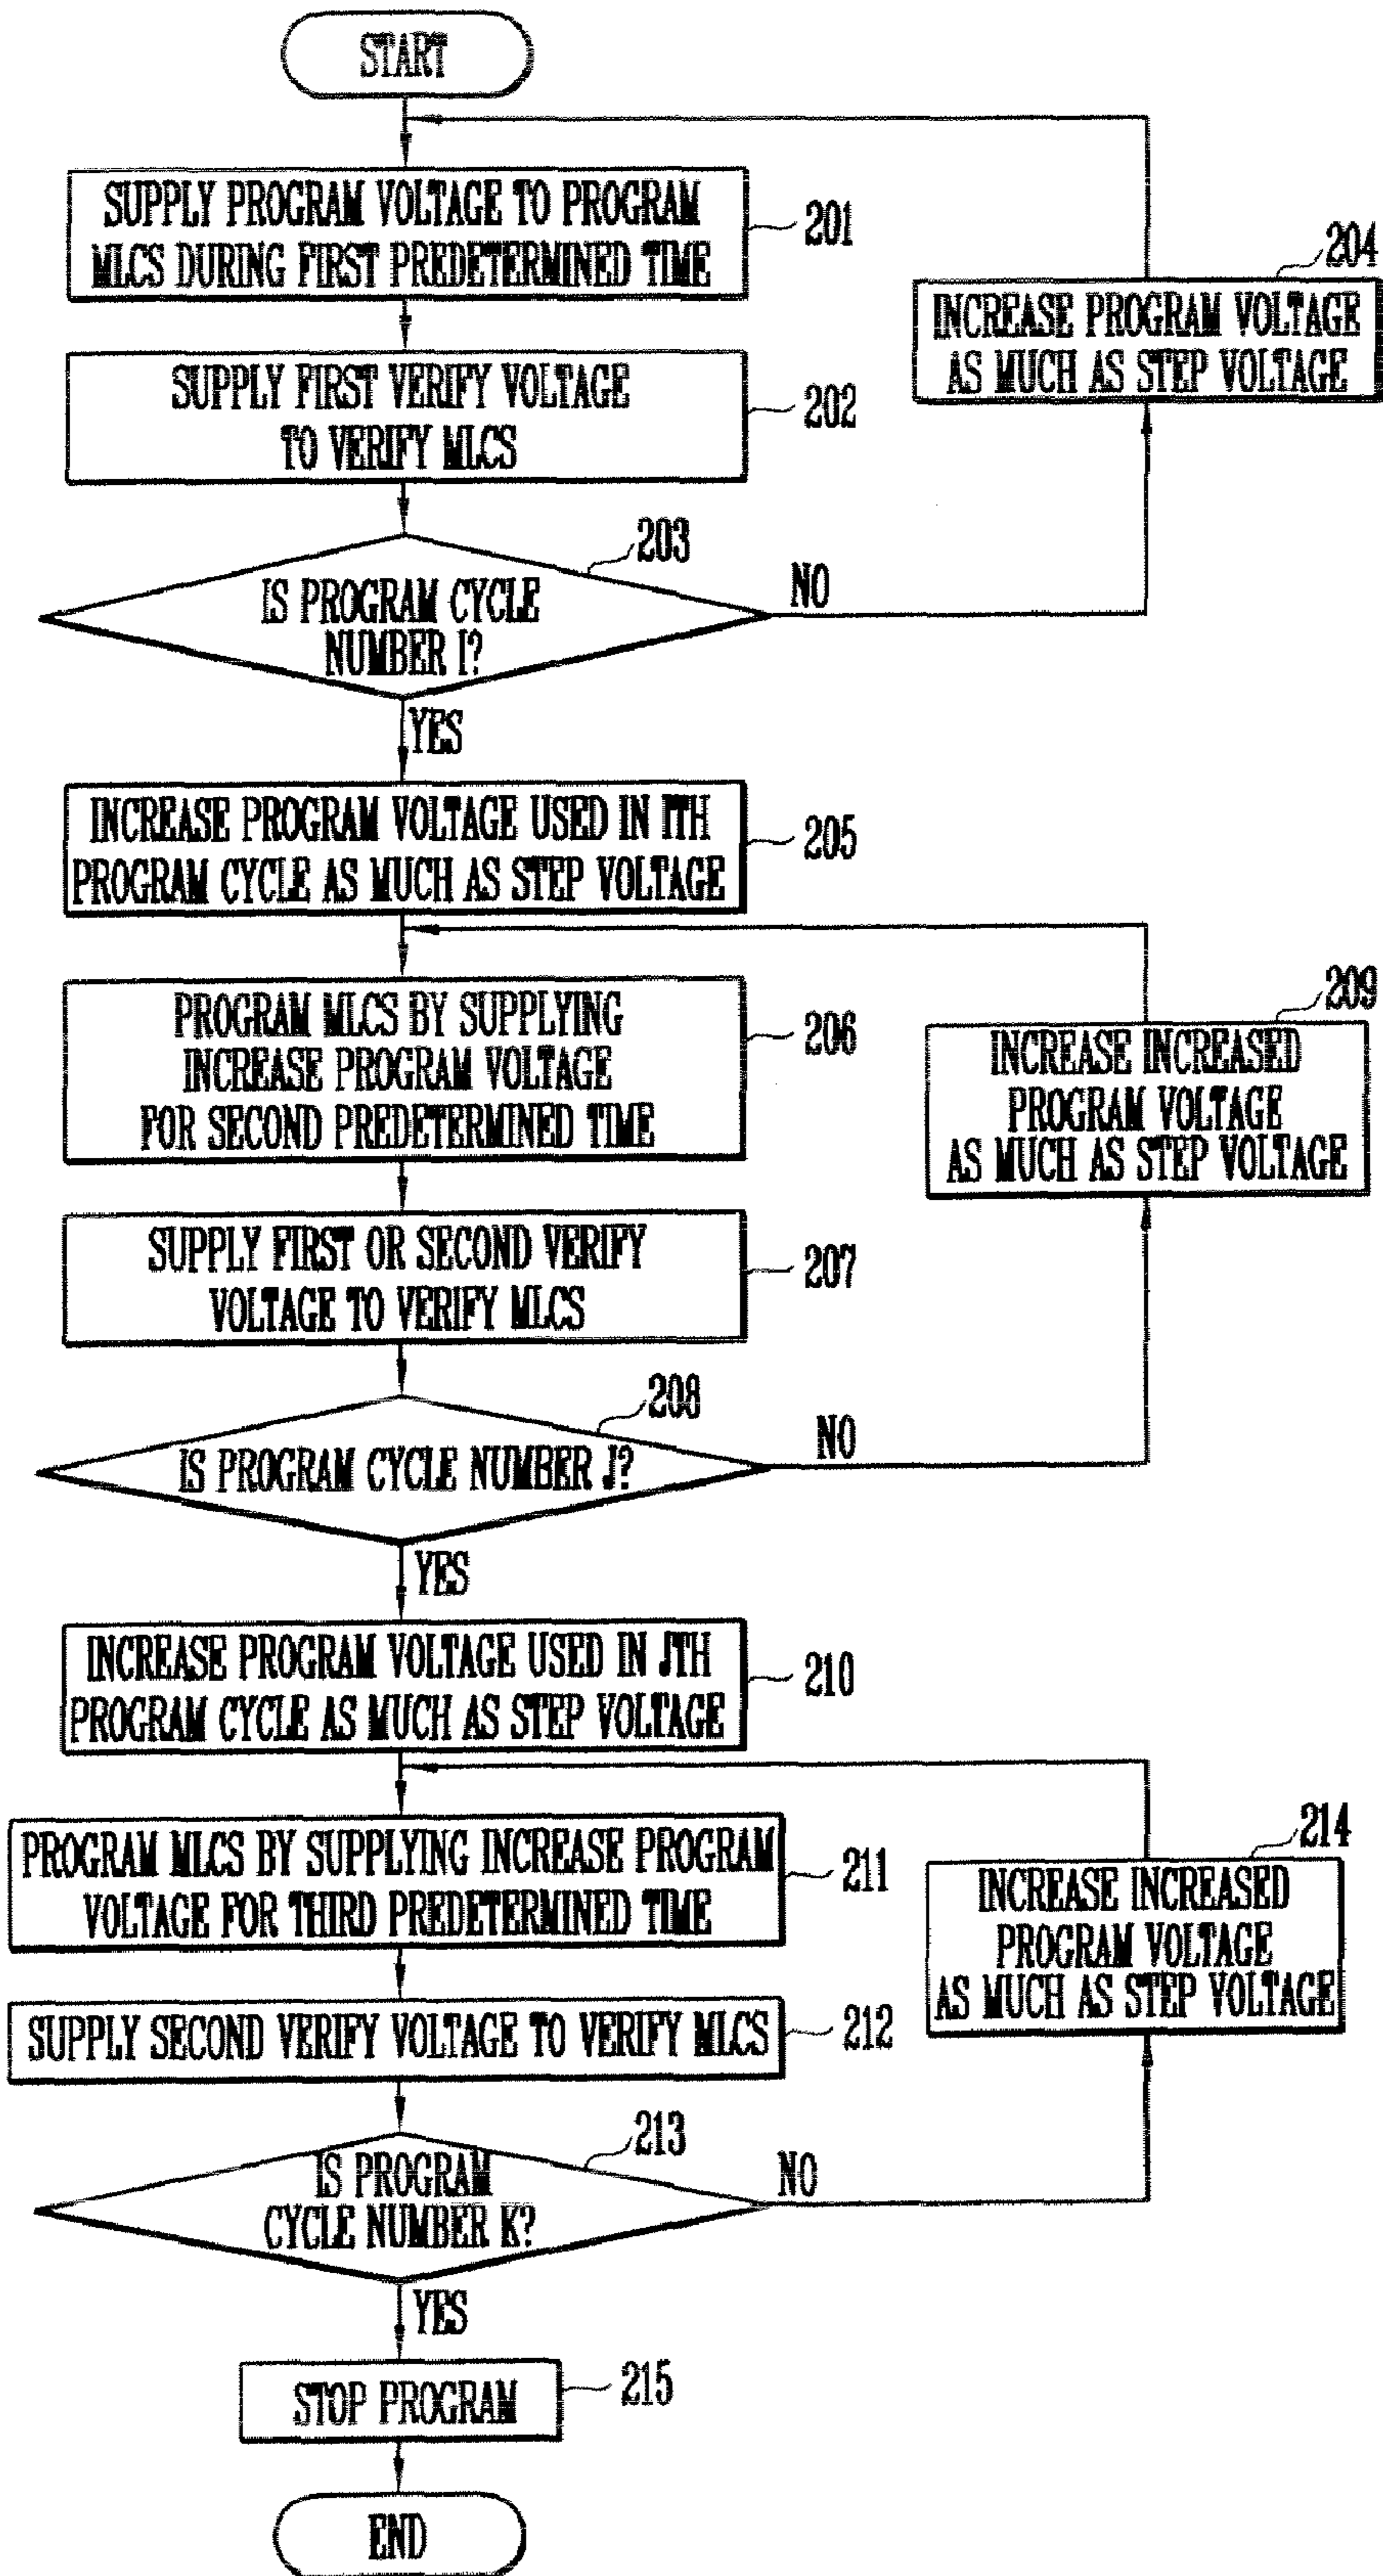 START
SUPPLY PROGRAM VOLTAGE TO PROGRAM
MLCS DURING FIRST PREDETERMINED TIME
201
204
INCREASE PROGRAM VOLTAGE
AS MUCH AS STEP VOLTAGE
SUPPLY FIRST VERIFY VOLTAGE
TO VERIFY MLCS
202
203
IS PROGRAM CYCLE
NUMBER I?
NO
YES
INCREASE PROGRAM VOLTAGE USED IN ITH
PROGRAM CYCLE AS MUCH AS STEP VOLTAGE
205
PROGRAM MLCS BY SUPPLYING
INCREASE PROGRAM VOLTAGE
FOR SECOND PREDETERMINED TIME
206
209
INCREASE INCREASED
PROGRAM VOLTAGE
AS MUCH AS STEP VOLTAGE
SUPPLY FIRST OR SECOND VERIFY
VOLTAGE TO VERIFY MLCS
207
208
IS PROGRAM CYCLE NUMBER J?
NO
YES
INCREASE PROGRAM VOLTAGE USED IN JTH
PROGRAM CYCLE AS MUCH AS STEP VOLTAGE
210
PROGRAM MLCS BY SUPPLYING INCREASE PROGRAM
VOLTAGE FOR THIRD PREDETERMINED TIME
211
214
INCREASE INCREASED
PROGRAM VOLTAGE
AS MUCH AS STEP VOLTAGE
SUPPLY SECOND VERIFY VOLTAGE TO VERIFY MLCS
212
213
IS PROGRAM
CYCLE NUMBER K?
NO
YES
STOP PROGRAM
215
END